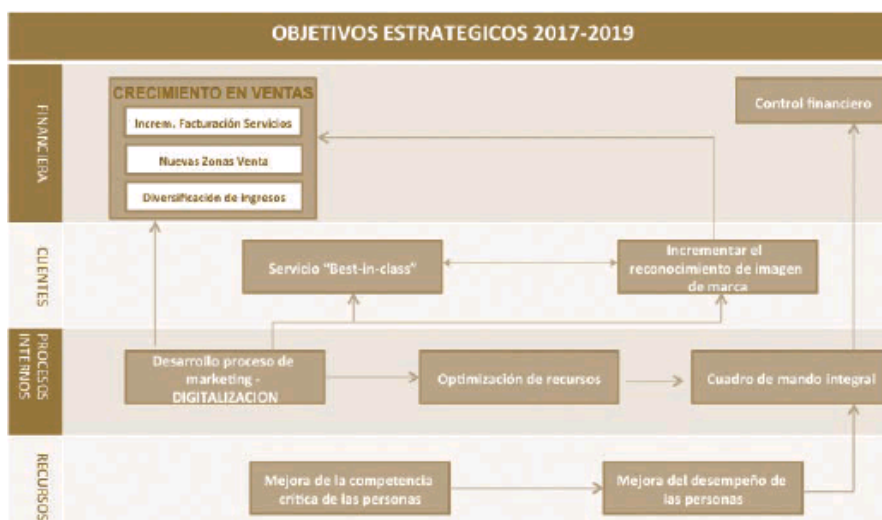 OBJETIVOS ESTRATEGICOS 2017-2019
FINANCIERA
CRECIMIENTO EN VENTAS
Increm. Facturación Servicios
Nuevas Zonas Venta
Diversificación de ingresos
Control financiero
CLIENTES
Servicio "Best-in-class"
Incrementar el
reconocimiento de imagen
de marca
PROCESOS
INTERNOS
Desarrollo proceso de
marketing -
DIGITALIZACION
Optimización de recursos
Cuadro de mando integral
RECURSOS
Mejora de la competencia
crítica de las personas
Mejora del desempeño de
las personas